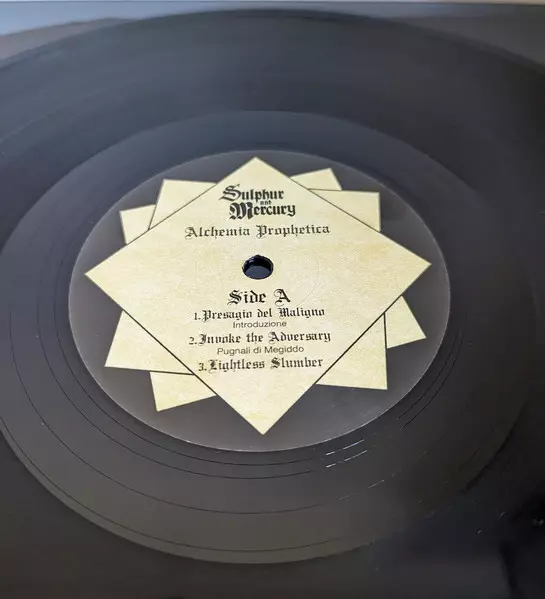 Sulphur
and
Mercury
Alchemia Prophetica
Side A
1.Presagio del Maligno
Introduzione
2.Invoke the Adversary
Pugnali di Megiddo
3.Lightless Slumber